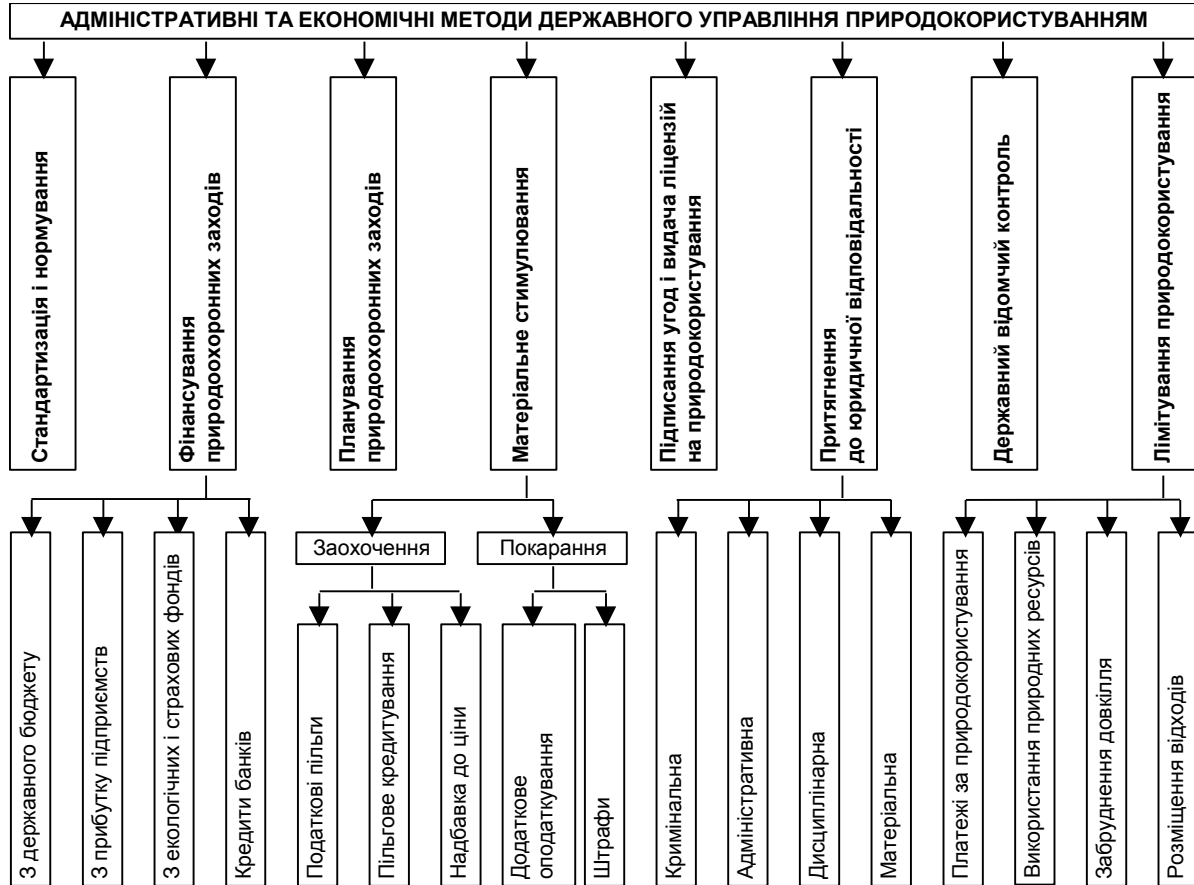 АДМІНІСТРАТИВНІ ТА ЕКОНОМІЧНІ МЕТОДИ ДЕРЖАВНОГО УПРАВЛІННЯ ПРИРОДОКОРИСТУВАННЯМ
Стандартизація і нормування
Фінансування
природоохоронних заходів
Планування
природоохоронних заходів
Матеріальне стимулювання
Підписання угод і видача ліцензій
на природокористування
Притягнення
до юридичної відповідальності
Державний відомчий контроль
Лімітування природокористування
З державного бюджету
З прибутку підприємств
З екологічних і страхових фондів
Кредити банків
Заохочення
Покарання
Податкові пільги
Пільгове кредитування
Надбавка до ціни
Додаткове
оподаткування
Штрафи
Кримінальна
Адміністративна
Дисциплінарна
Матеріальна
Платежі за природокористування
Використання природних ресурсів
Забруднення довкілля
Розміщення відходів